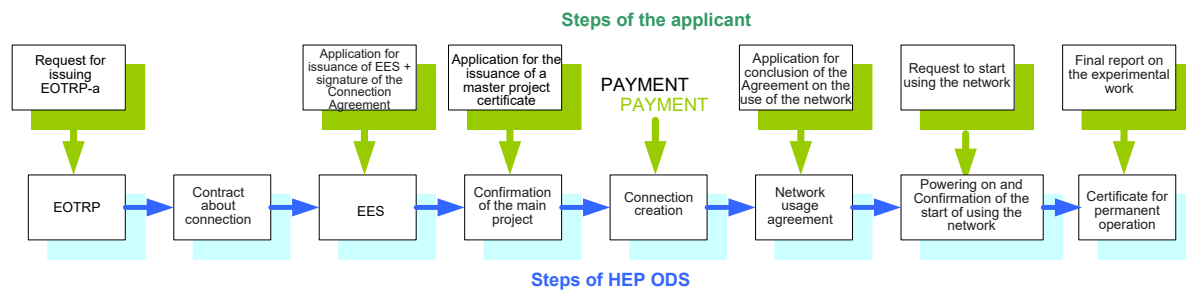 Steps of the applicant
Request for
issuing
EOTRP-a
Application for
issuance of EES +
signature of the
Connection
Agreement
Application for the
issuance of a
master project
certificate
PAYMENT
PAYMENT
Application for
conclusion of the
Agreement on the
use of the network
Request to start
using the network
Final report on
the experimental
work
EOTRP
Contract
about
connection
EES
Confirmation
of the main
project
Connection
creation
Network
usage
agreement
Powering on and
Confirmation of the
start of using the
network
Certificate for
permanent
operation
Steps of HEP ODS